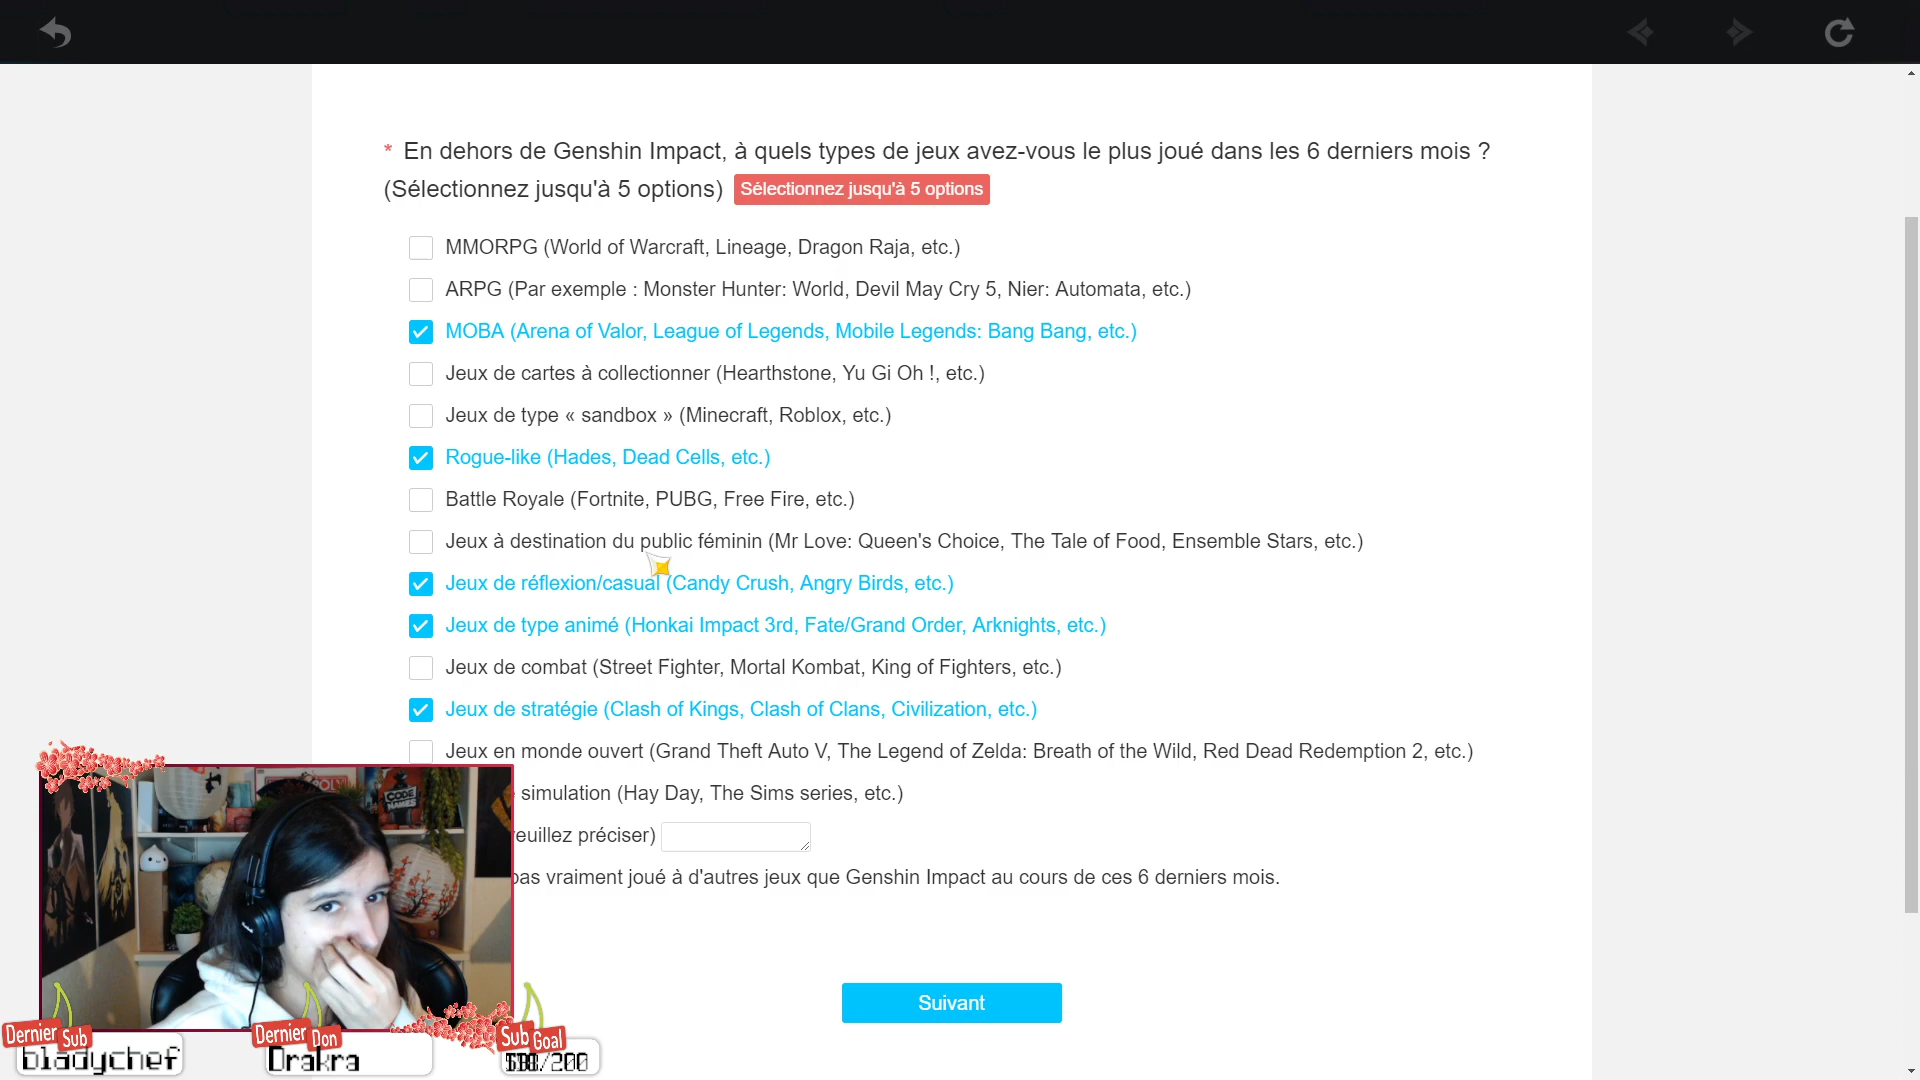 * En dehors de Genshin Impact, à quels types de jeux avez-vous le plus joué dans les 6 derniers mois ?
(Sélectionnez jusqu'à 5 options) Sélectionnez jusqu'à 5 options
MMORPG (World of Warcraft, Lineage, Dragon Raja, etc.)
ARPG (Par exemple : Monster Hunter: World, Devil May Cry 5, Nier: Automata, etc.)
MOBA (Arena of Valor, League of Legends, Mobile Legends: Bang Bang, etc.)
Jeux de cartes à collectionner (Hearthstone, Yu Gi Oh !, etc.)
Jeux de type « sandbox » (Minecraft, Roblox, etc.)
Rogue-like (Hades, Dead Cells, etc.)
Battle Royale (Fortnite, PUBG, Free Fire, etc.)
Jeux à destination du public féminin (Mr Love: Queen's Choice, The Tale of Food, Ensemble Stars, etc.)
Jeux de réflexion/casual (Candy Crush, Angry Birds, etc.)
Jeux de type animé (Honkai Impact 3rd, Fate/Grand Order, Arknights, etc.)
Jeux de combat (Street Fighter, Mortal Kombat, King of Fighters, etc.)
Jeux de stratégie (Clash of Kings, Clash of Clans, Civilization, etc.)
Jeux en monde ouvert (Grand Theft Auto V, The Legend of Zelda: Breath of the Wild, Red Dead Redemption 2, etc.)
simulation (Hay Day, The Sims series, etc.)
euillez préciser)
pas vraiment joué à d'autres jeux que Genshin Impact au cours de ces 6 derniers mois.
Suivant
CODE
NAMES
Dernier Sub
bladychef
Dernier Don
Drakra
Sub Goal
/200